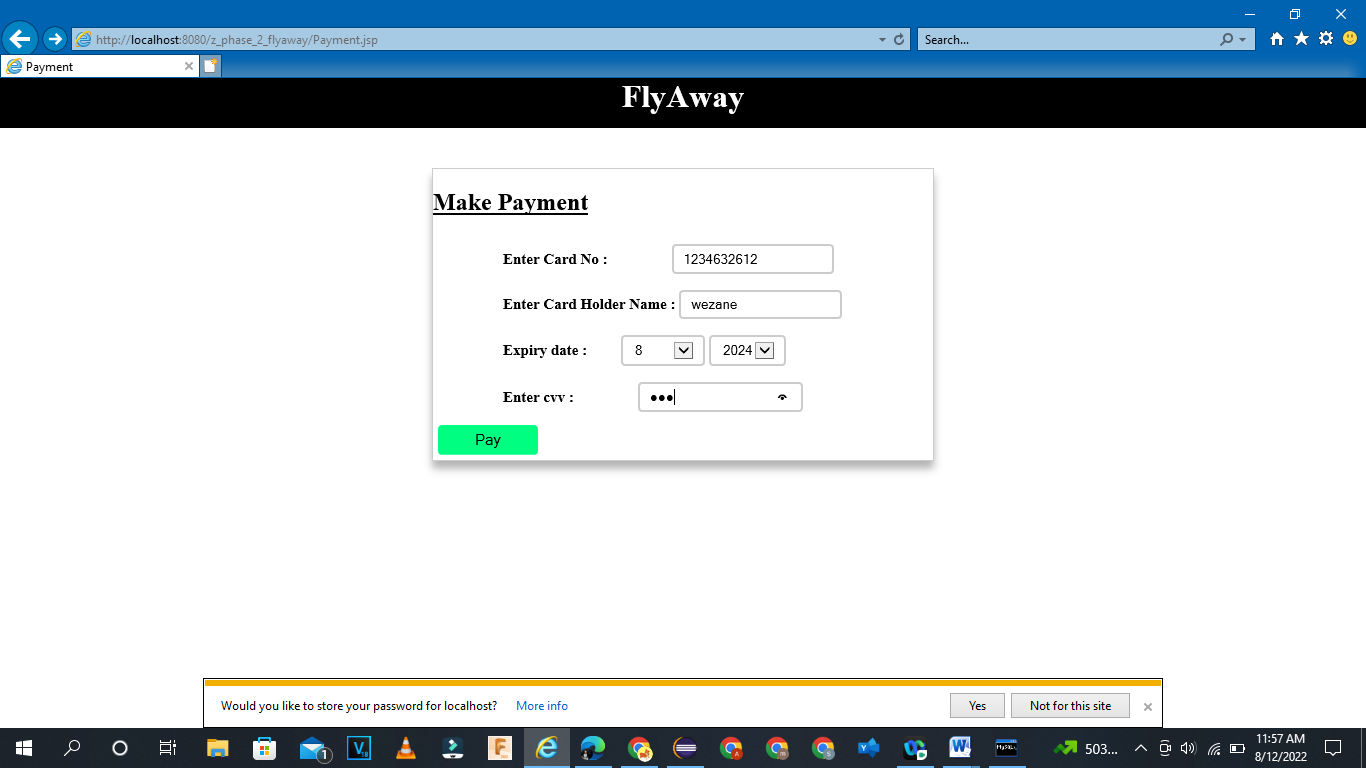 http://localhost:8080/z_phase_2_flyaway/Payment.jsp
Search...
Payment
FlyAway
Make Payment
Enter Card No : 1234632612
Enter Card Holder Name : wezane
Expiry date : 8 2024
Enter cvv : •••
Pay
Would you like to store your password for localhost? More info Yes Not for this site
503...
11:57 AM
8/12/2022